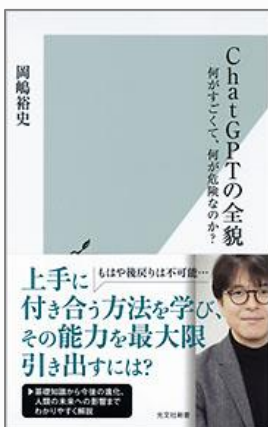 ChatGPTの全貌
何がすごくて、何が危険なのか?
岡嶋裕史
もはや後戻りは不可能…
上手に
付き合う方法を学び、
その能力を最大限
引き出すには?
▶基礎知識から今後の進化、
人類の未来への影響まで
わかりやすく解説
光文社新書